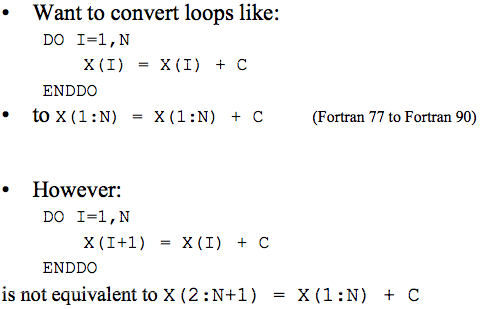 • Want to convert loops like:
DO I=1,N
X(I) = X(I) + C
ENDDO
• to X(1:N) = X(1:N) + C (Fortran 77 to Fortran 90)
• However:
DO I=1,N
X(I+1) = X(I) + C
ENDDO
is not equivalent to X(2:N+1) = X(1:N) + C